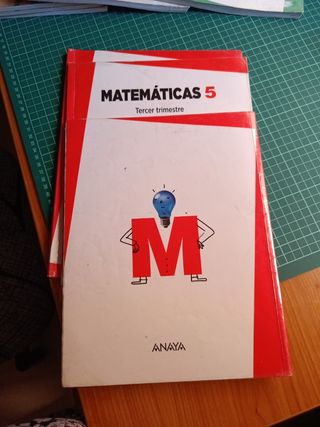 MATEMÁTICAS 5
Tercer trimestre
M
ANAYA